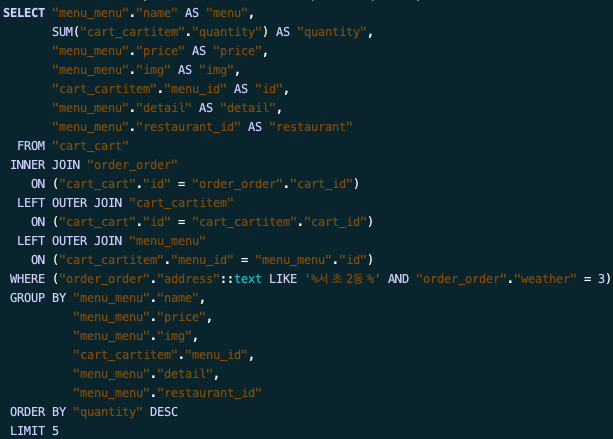 SELECT "menu_menu"."name" AS "menu",
SUM("cart_cartitem"."quantity") AS "quantity",
"menu_menu"."price" AS "price",
"menu_menu"."img" AS "img",
"cart_cartitem"."menu_id" AS "id",
"menu_menu"."detail" AS "detail",
"menu_menu"."restaurant_id" AS "restaurant"
FROM "cart_cart"
INNER JOIN "order_order"
ON ("cart_cart"."id" = "order_order"."cart_id")
LEFT OUTER JOIN "cart_cartitem"
ON ("cart_cart"."id" = "cart_cartitem"."cart_id")
LEFT OUTER JOIN "menu_menu"
ON ("cart_cartitem"."menu_id" = "menu_menu"."id")
WHERE ("order_order"."address"::text LIKE '%서초2동%' AND "order_order"."weather" = 3)
GROUP BY "menu_menu"."name",
"menu_menu"."price",
"menu_menu"."img",
"cart_cartitem"."menu_id",
"menu_menu"."detail",
"menu_menu"."restaurant_id"
ORDER BY "quantity" DESC
LIMIT 5